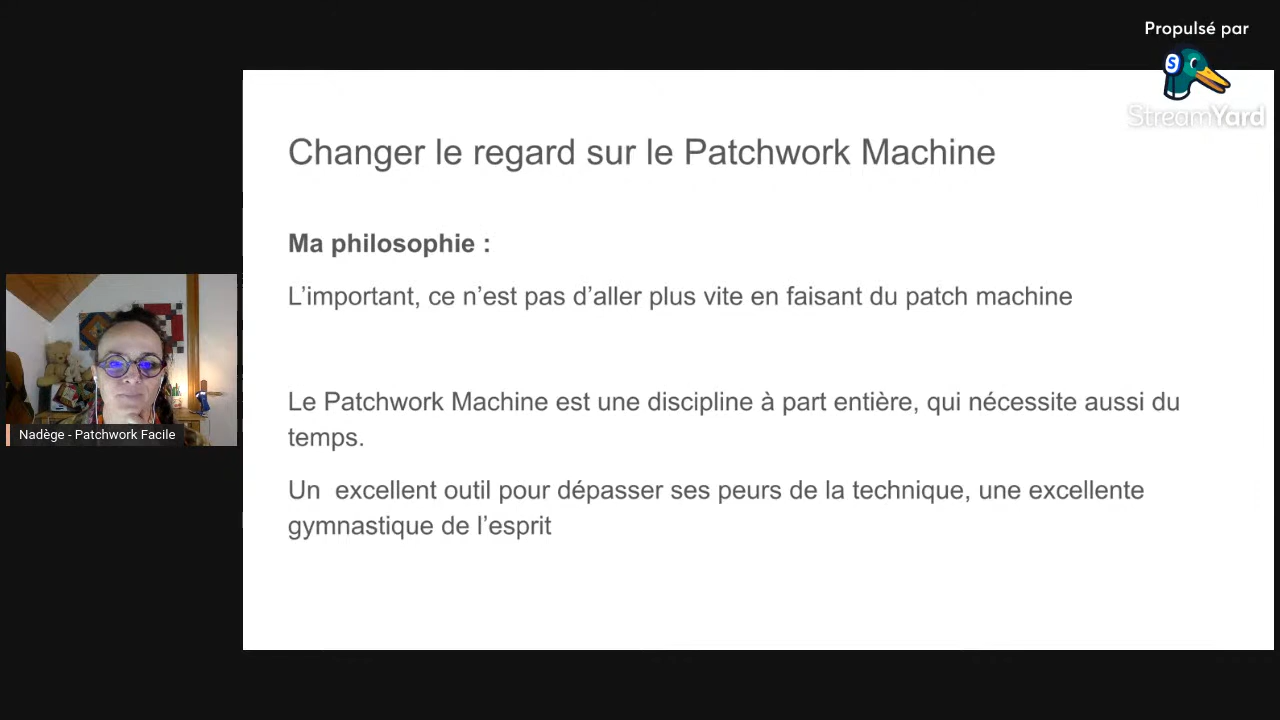 Propulsé par
StreamYard
Changer le regard sur le Patchwork Machine
Ma philosophie :
L’important, ce n’est pas d’aller plus vite en faisant du patch machine
Le Patchwork Machine est une discipline à part entière, qui nécessite aussi du
temps.
Un  excellent outil pour dépasser ses peurs de la technique, une excellente
gymnastique de l’esprit
Nadège - Patchwork Facile